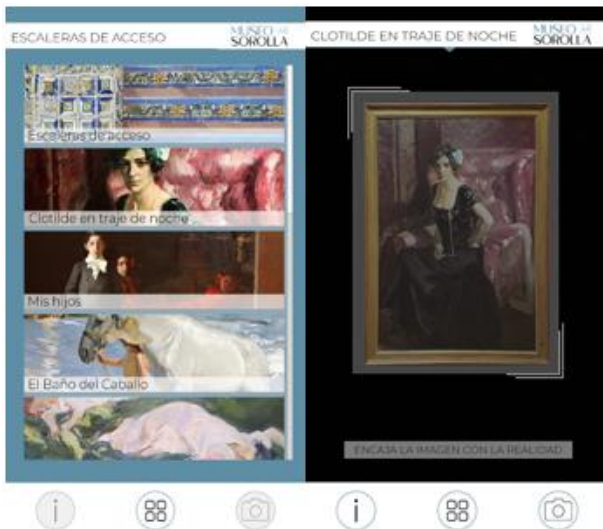 ESCALERAS DE ACCESO
MUSEO
SOROLLA
Escaleras de acceso
Clotilde en traje de noche
Mis hijos
El Baño del Caballo
i
CLOTILDE EN TRAJE DE NOCHE
MUSEO
SOROLLA
ENCAJA LA IMAGEN CON LA REALIDAD
i